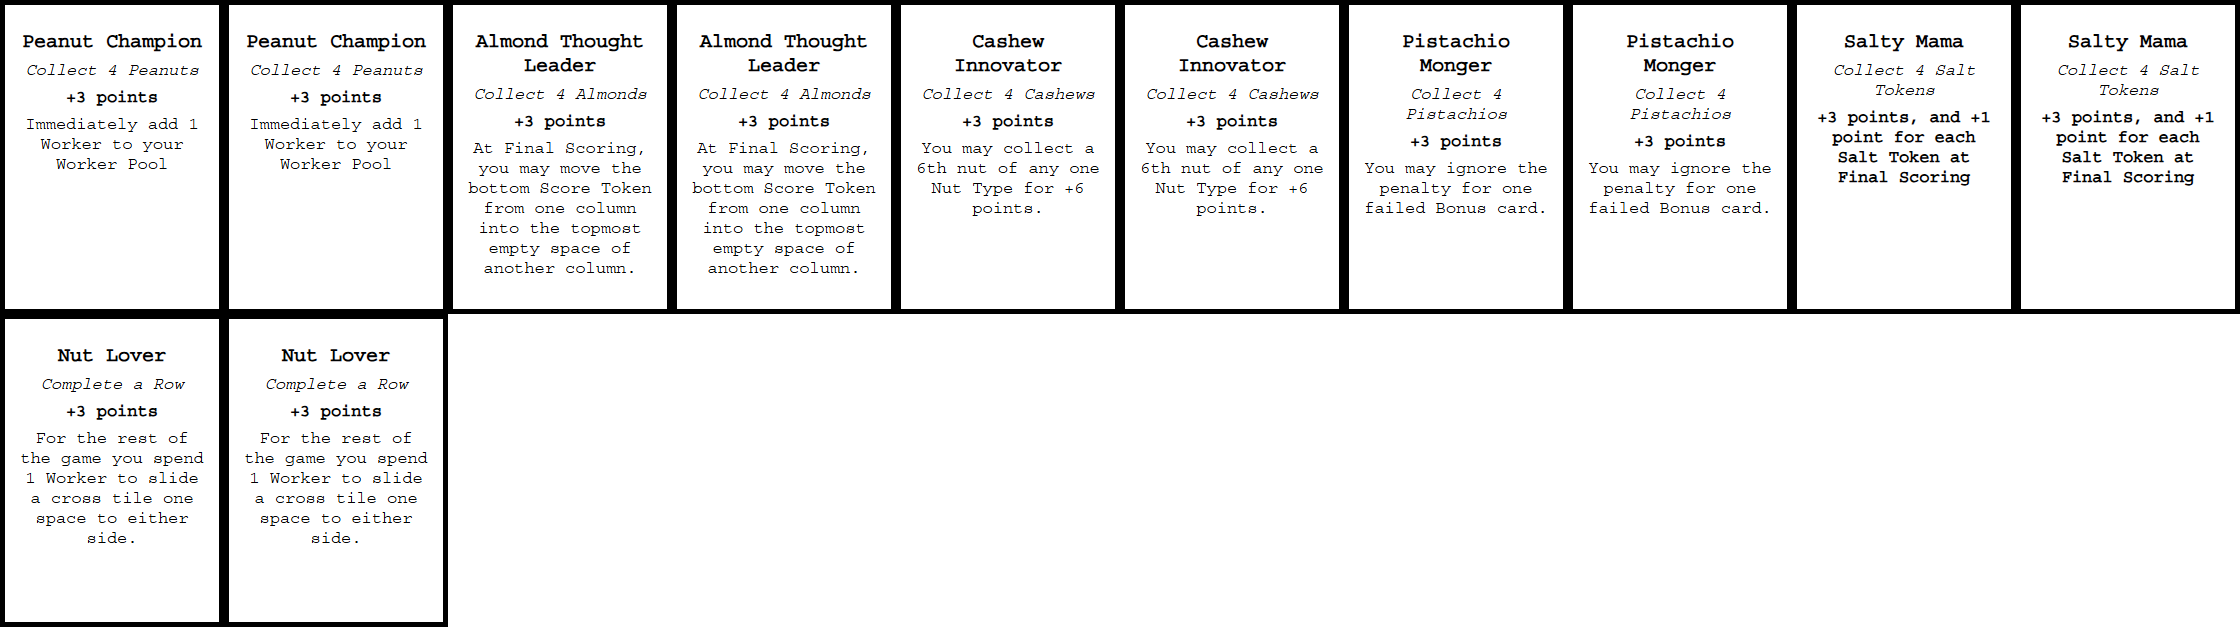 Peanut Champion
Collect 4 Peanuts
+3 points
Immediately add 1
Worker to your
Worker Pool
Peanut Champion
Collect 4 Peanuts
+3 points
Immediately add 1
Worker to your
Worker Pool
Almond Thought
Leader
Collect 4 Almonds
+3 points
At Final Scoring,
you may move the
bottom Score Token
from one column
into the topmost
empty space of
another column.
Almond Thought
Leader
Collect 4 Almonds
+3 points
At Final Scoring,
you may move the
bottom Score Token
from one column
into the topmost
empty space of
another column.
Cashew
Innovator
Collect 4 Cashews
+3 points
You may collect a
6th nut of any one
Nut Type for +6
points.
Cashew
Innovator
Collect 4 Cashews
+3 points
You may collect a
6th nut of any one
Nut Type for +6
points.
Pistachio
Monger
Collect 4
Pistachios
+3 points
You may ignore the
penalty for one
failed Bonus card.
Pistachio
Monger
Collect 4
Pistachios
+3 points
You may ignore the
penalty for one
failed Bonus card.
Salty Mama
Collect 4 Salt
Tokens
+3 points, and +1
point for each
Salt Token at
Final Scoring
Salty Mama
Collect 4 Salt
Tokens
+3 points, and +1
point for each
Salt Token at
Final Scoring
Nut Lover
Complete a Row
+3 points
For the rest of
the game you spend
1 Worker to slide
a cross tile one
space to either
side.
Nut Lover
Complete a Row
+3 points
For the rest of
the game you spend
1 Worker to slide
a cross tile one
space to either
side.